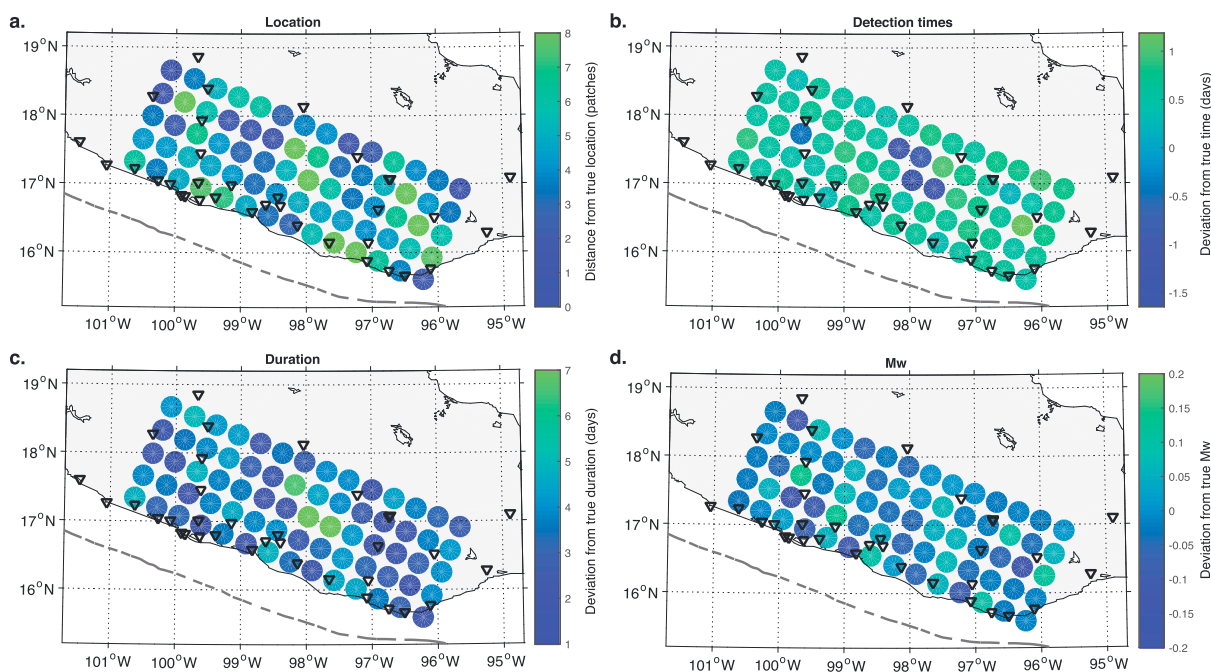 a.
Location
19°N
18°N
17°N
16°N
101°W 100°W 99°W 98°W 97°W 96°W 95°W
8
7
6
5
4
3
2
1
0
Distance from true location (patches)
b.
Detection times
19°N
18°N
17°N
16°N
101°W 100°W 99°W 98°W 97°W 96°W 95°W
1
0.5
0
-0.5
-1
-1.5
Deviation from true time (days)
c.
Duration
19°N
18°N
17°N
16°N
101°W 100°W 99°W 98°W 97°W 96°W 95°W
7
6
5
4
3
2
1
Deviation from true duration (days)
d.
Mw
19°N
18°N
17°N
16°N
101°W 100°W 99°W 98°W 97°W 96°W 95°W
0.2
0.15
0.1
0.05
0
-0.05
-0.1
-0.15
-0.2
Deviation from true Mw